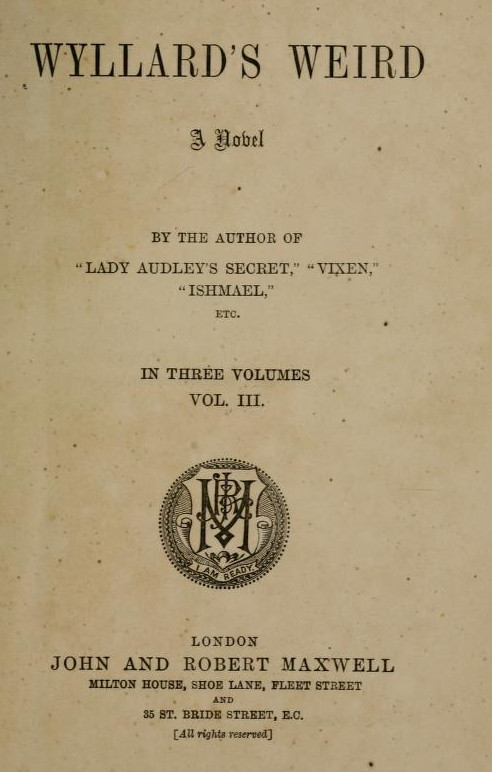 WYLLARD'S WEIRD
A Novel
BY THE AUTHOR OF
"LADY AUDLEY'S SECRET," "VIXEN,"
"ISHMAEL,"
ETC.
IN THREE VOLUMES
VOL. III.
I AM READY
LONDON
JOHN AND ROBERT MAXWELL
MILTON HOUSE, SHOE LANE, FLEET STREET
AND
35 ST. BRIDE STREET, E.C.
[All rights reserved]